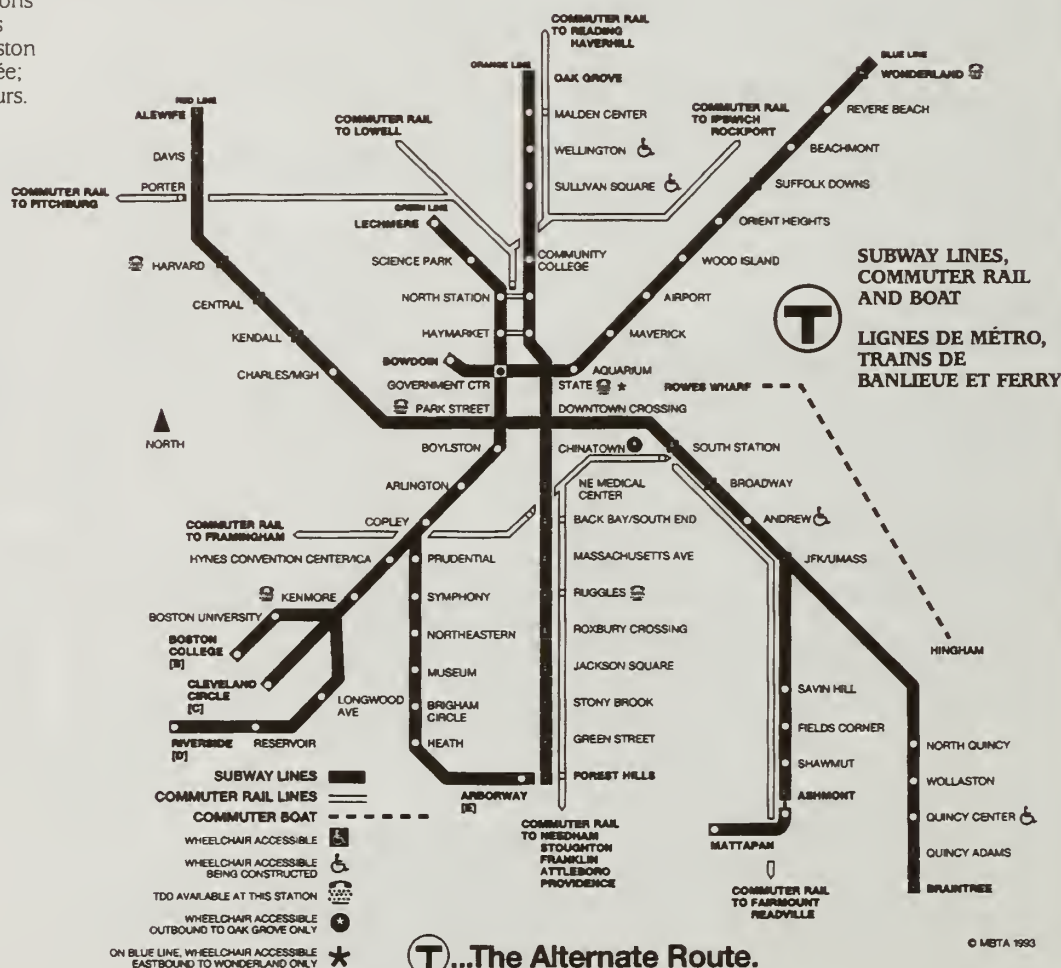 ons
s
ston
ée;
urs.
COMMUTER RAIL
TO READING
HAVERHILL
ORANGE LINE
OAK GROVE
MALDEN CENTER
WELLINGTON
SULLIVAN SQUARE
COMMUNITY
COLLEGE
BLUE LINE
WONDERLAND
REVERE BEACH
BEACHMONT
SUFFOLK DOWNS
ORIENT HEIGHTS
WOOD ISLAND
AIRPORT
MAVERICK
AQUARIUM
COMMUTER RAIL
TO IPSWICH
ROCKPORT
COMMUTER RAIL
TO LOWELL
RED LINE
ALEWIFE
DAVIS
PORTER
COMMUTER RAIL
TO FITCHBURG
HARVARD
CENTRAL
KENDALL
CHARLES/MGH
GREEN LINE
LECHMERE
SCIENCE PARK
NORTH STATION
HAYMARKET
BOWDOIN
GOVERNMENT CTR
STATE ★
PARK STREET
DOWNTOWN CROSSING
SUBWAY LINES,
COMMUTER RAIL
AND BOAT
T
LIGNES DE MÉTRO,
TRAINS DE
BANLIEUE ET FERRY
ROWES WHARF
HINGHAM
NORTH
BOYLSTON
ARLINGTON
COPLEY
COMMUTER RAIL
TO FRAMINGHAM
HYNES CONVENTION CENTER/ICA
KENMORE
BOSTON UNIVERSITY
BOSTON
COLLEGE
[B]
CLEVELAND
CIRCLE
[C]
RIVERSIDE
[D]
RESERVOIR
LONGWOOD
AVE
PRUDENTIAL
SYMPHONY
NORTHEASTERN
MUSEUM
BRIGHAM
CIRCLE
HEATH
ARBORWAY
[E]
CHINATOWN
NE MEDICAL
CENTER
BACK BAY/SOUTH END
MASSACHUSETTS AVE
RUGGLES
ROXBURY CROSSING
JACKSON SQUARE
STONY BROOK
GREEN STREET
FOREST HILLS
COMMUTER RAIL
TO NEEDHAM
STOUGHTON
FRANKLIN
ATTLEBORO
PROVIDENCE
SOUTH STATION
BROADWAY
ANDREW
JFK/UMASS
SAVIN HILL
FIELDS CORNER
SHAWMUT
ASHMONT
MATTAPAN
COMMUTER RAIL
TO FAIRMOUNT
READVILLE
NORTH QUINCY
WOLLASTON
QUINCY CENTER
QUINCY ADAMS
BRAINTREE
SUBWAY LINES
COMMUTER RAIL LINES
COMMUTER BOAT
WHEELCHAIR ACCESSIBLE
WHEELCHAIR ACCESSIBLE
BEING CONSTRUCTED
TDD AVAILABLE AT THIS STATION
WHEELCHAIR ACCESSIBLE
OUTBOUND TO OAK GROVE ONLY
ON BLUE LINE, WHEELCHAIR ACCESSIBLE
EASTBOUND TO WONDERLAND ONLY ★
T...The Alternate Route.
© MBTA 1993